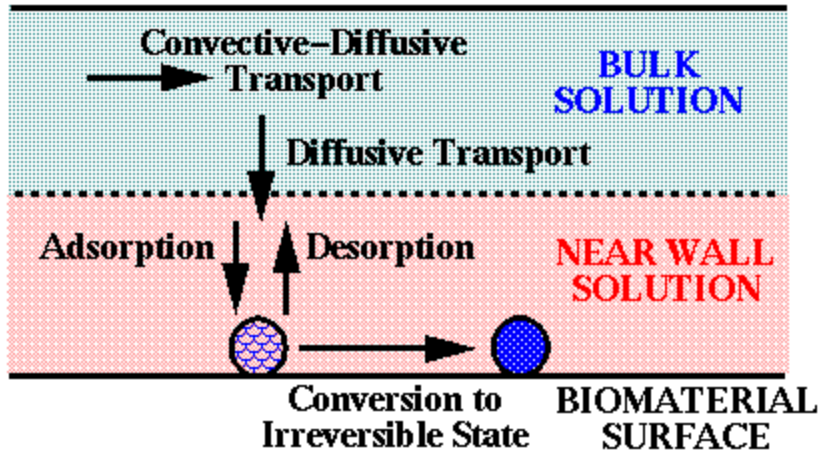 Convective–Diffusive
Transport
BULK
SOLUTION
Diffusive Transport
Adsorption
Desorption
NEAR WALL
SOLUTION
Conversion to
Irreversible State
BIOMATERIAL
SURFACE